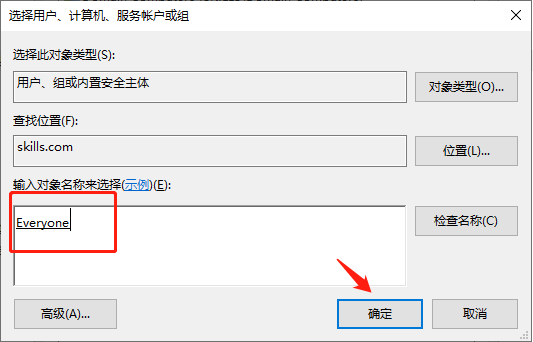 选择用户、计算机、服务帐户或组
选择此对象类型(S):
用户、组或内置安全主体
对象类型(O)...
查找位置(F):
skills.com
位置(L)...
输入对象名称来选择(示例)(E):
Everyone
检查名称(C)
高级(A)...
确定
取消